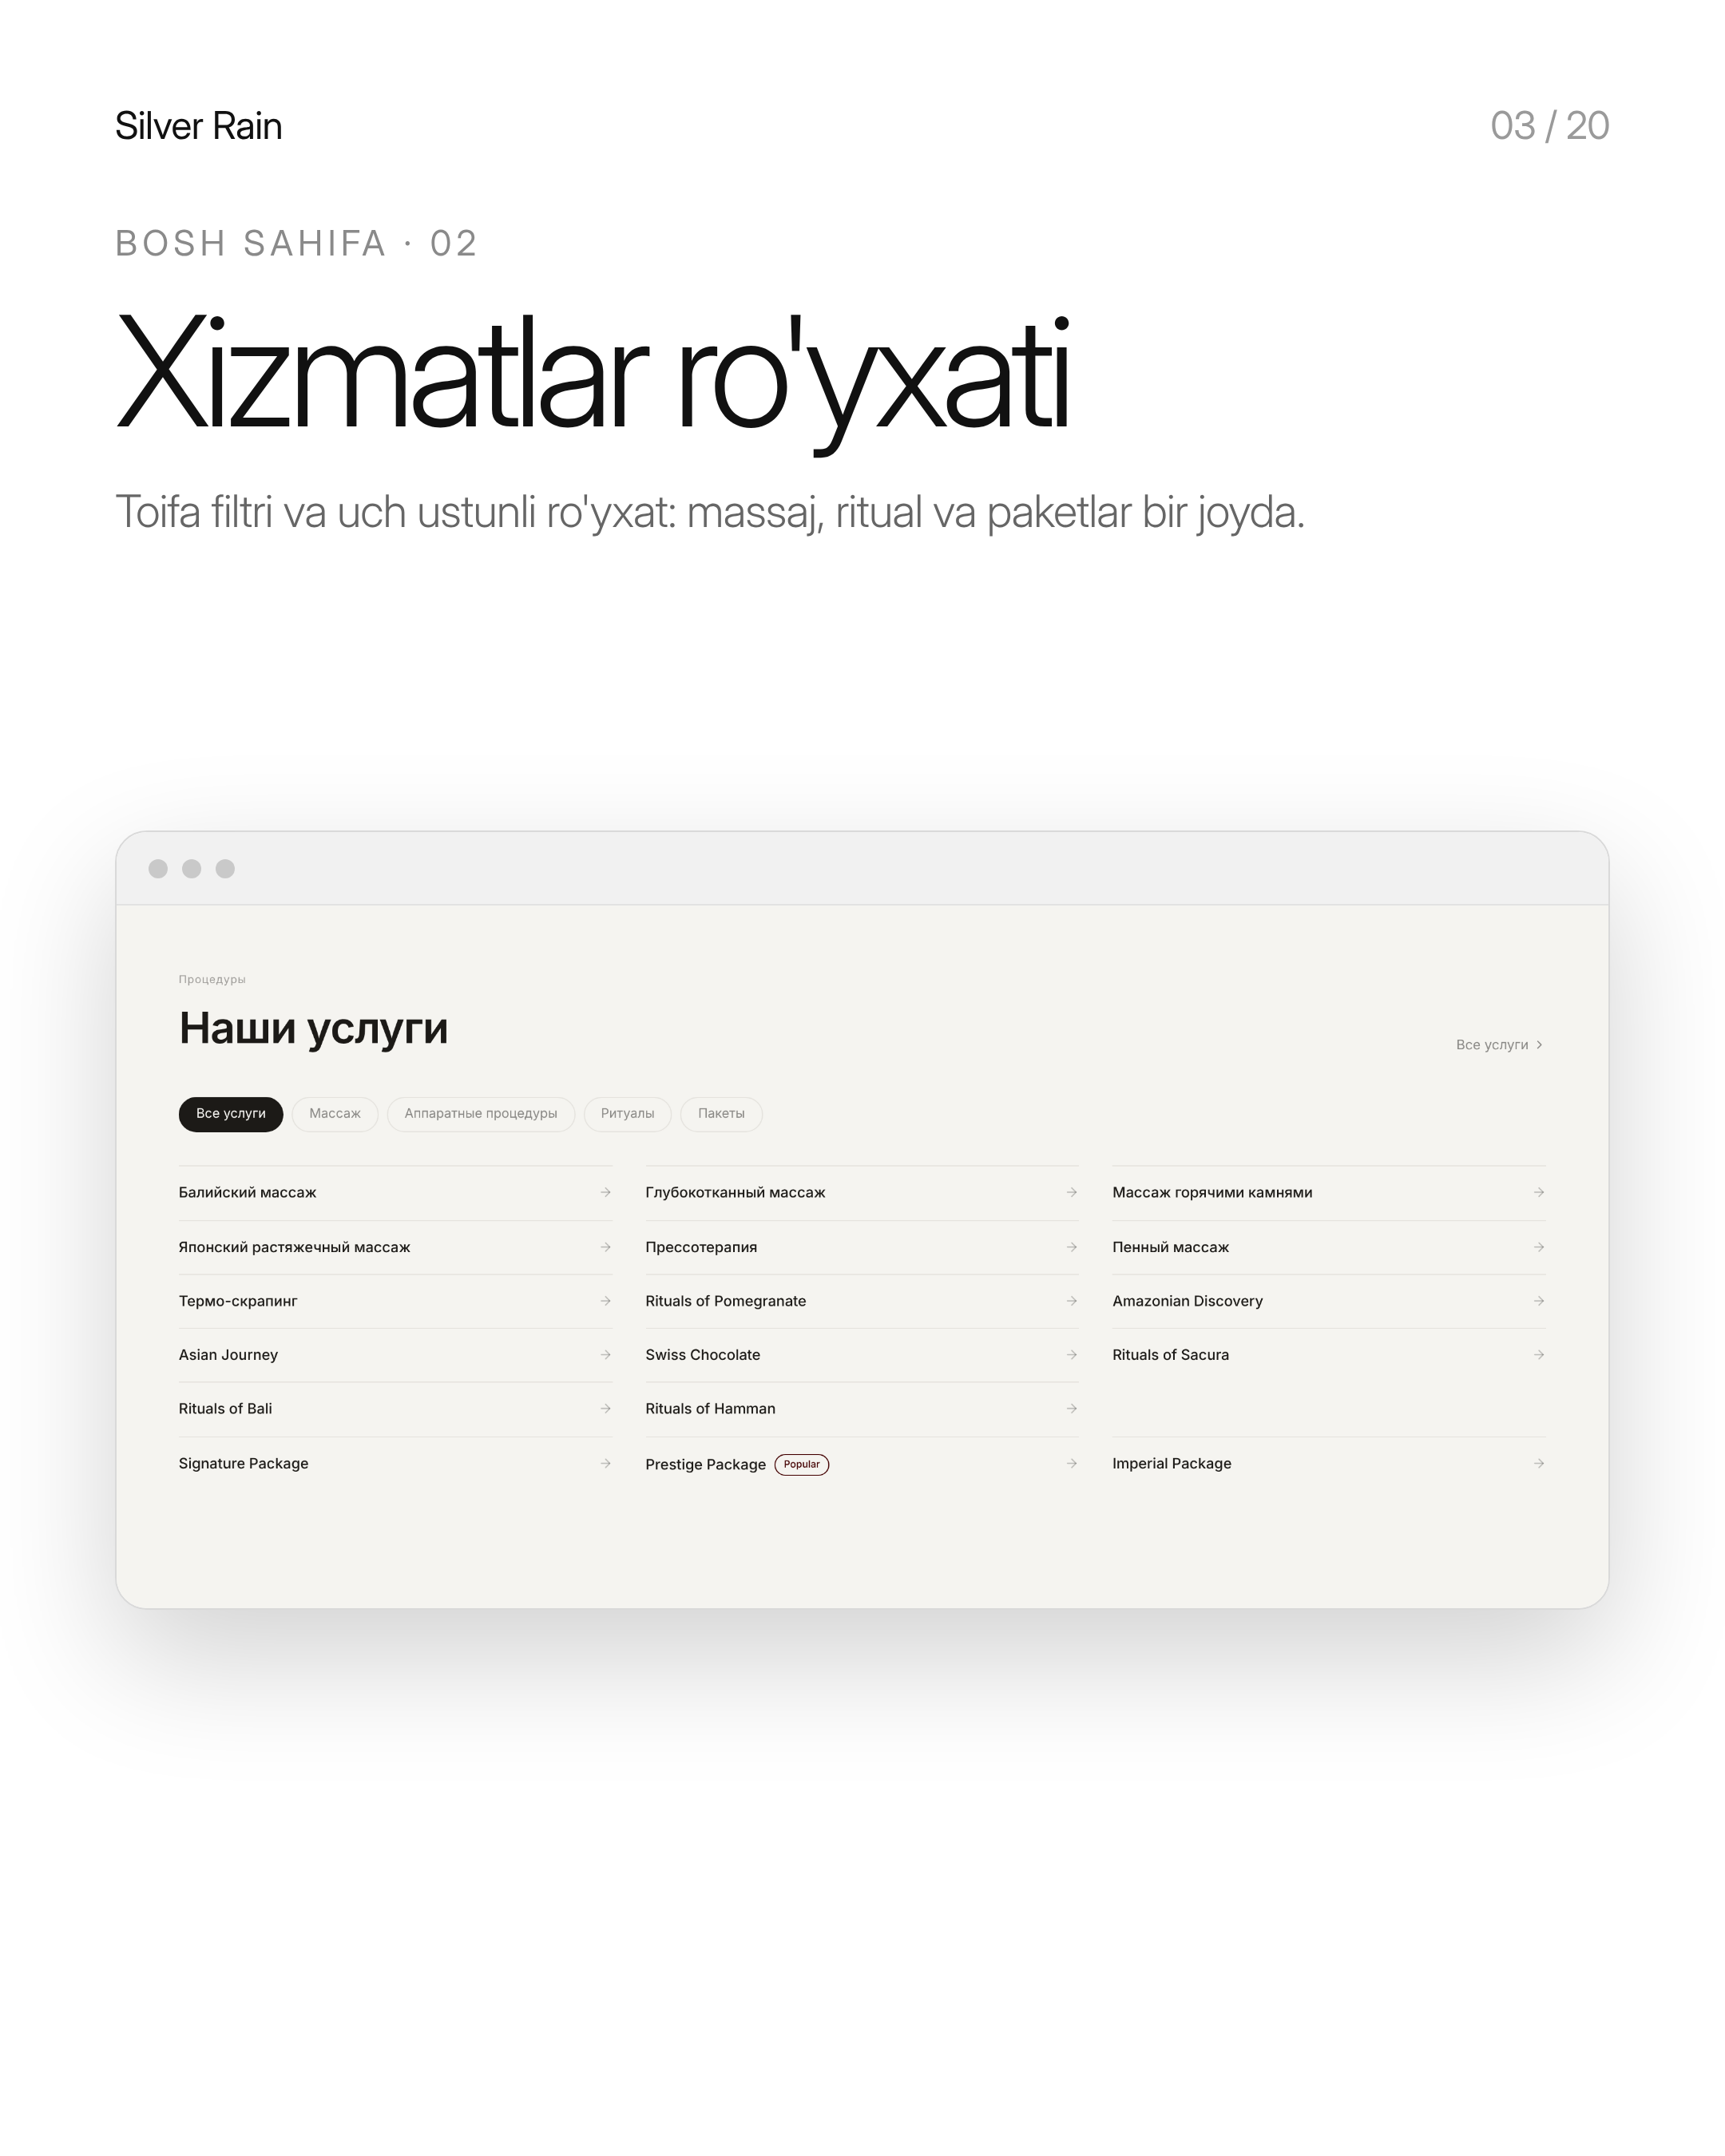 Silver Rain
03 / 20
BOSH SAHIFA · 02
Xizmatlar ro'yxati
Toifa filtri va uch ustunli ro'yxat: massaj, ritual va paketlar bir joyda.
Процедуры
Наши услуги
Все услуги >
Все услуги Массаж Аппаратные процедуры Ритуалы Пакеты
Балийский массаж → Глубокотканный массаж → Массаж горячими камнями →
Японский растяжечный массаж → Прессотерапия → Пенный массаж →
Термо-скрапинг → Rituals of Pomegranate → Amazonian Discovery →
Asian Journey → Swiss Chocolate → Rituals of Sacura →
Rituals of Bali → Rituals of Hamman →
Signature Package → Prestige Package Popular → Imperial Package →